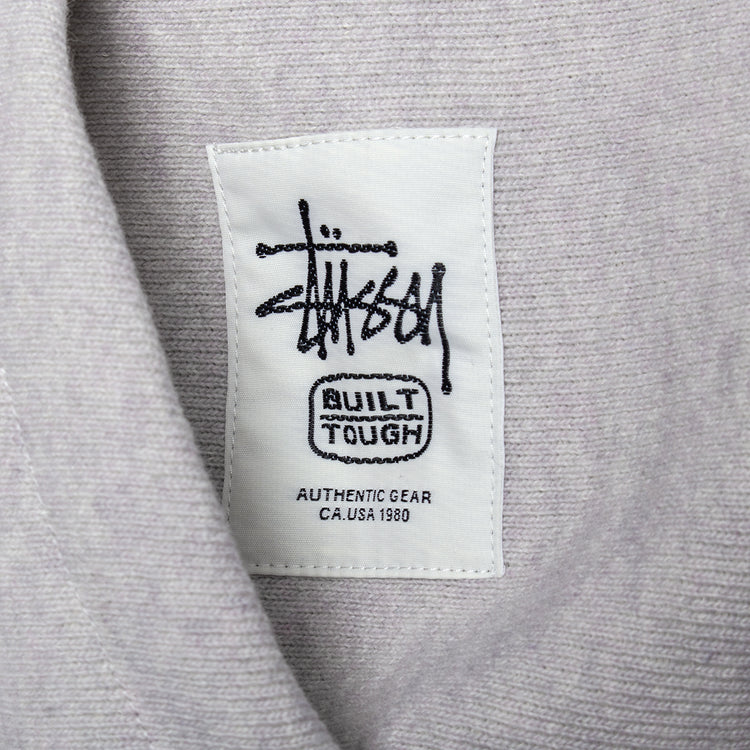 Stüssy
BUILT
TOUGH
AUTHENTIC GEAR
CA.USA 1980